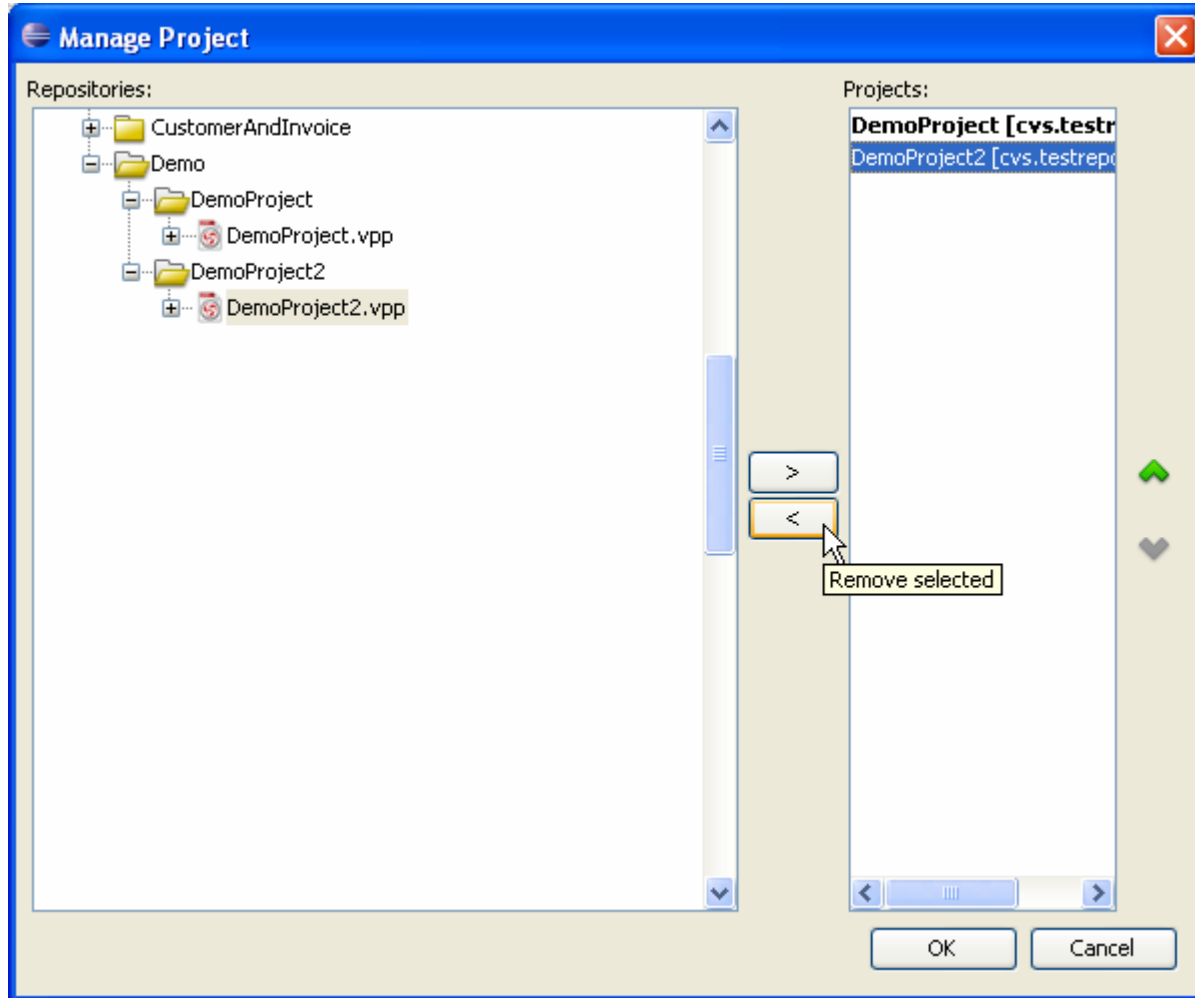 Manage Project
Repositories:
CustomerAndInvoice
Demo
DemoProject
DemoProject.vpp
DemoProject2
DemoProject2.vpp
>
<
Remove selected
Projects:
DemoProject [cvs.testr
DemoProject2 [cvs.testrepo
OK
Cancel